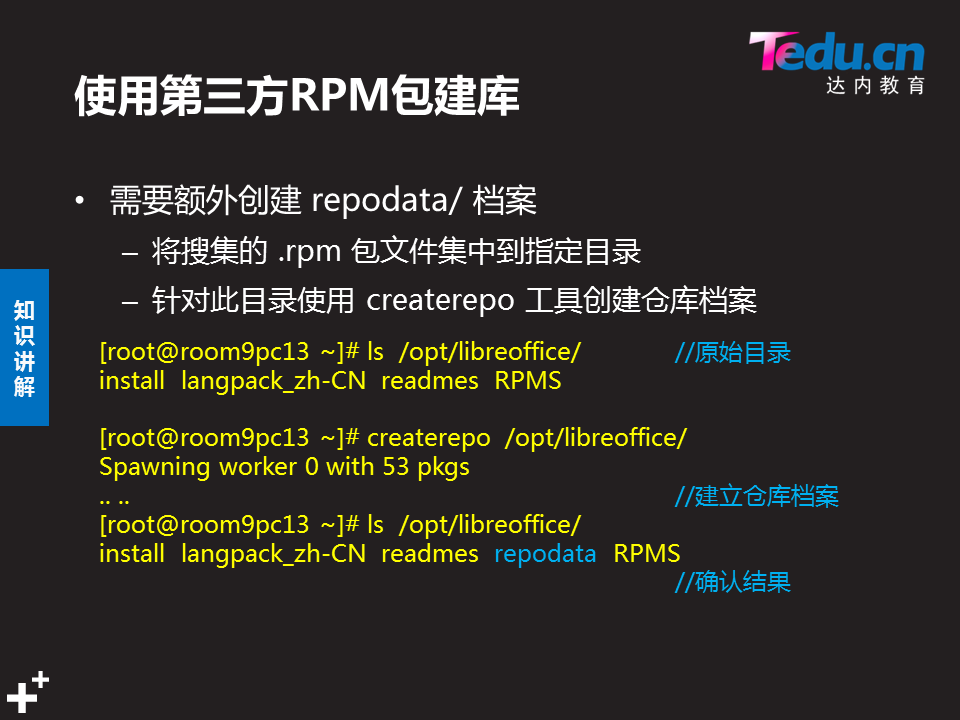 Tedu.cn
达内教育
使用第三方RPM包建库
• 需要额外创建 repodata/ 档案
– 将搜集的 .rpm 包文件集中到指定目录
– 针对此目录使用 createrepo 工具创建仓库档案
知识讲解
[root@room9pc13 ~]# ls /opt/libreoffice/ //原始目录
install langpack_zh-CN readmes RPMS
[root@room9pc13 ~]# createrepo /opt/libreoffice/
Spawning worker 0 with 53 pkgs
.. .. //建立仓库档案
[root@room9pc13 ~]# ls /opt/libreoffice/
install langpack_zh-CN readmes repodata RPMS
//确认结果